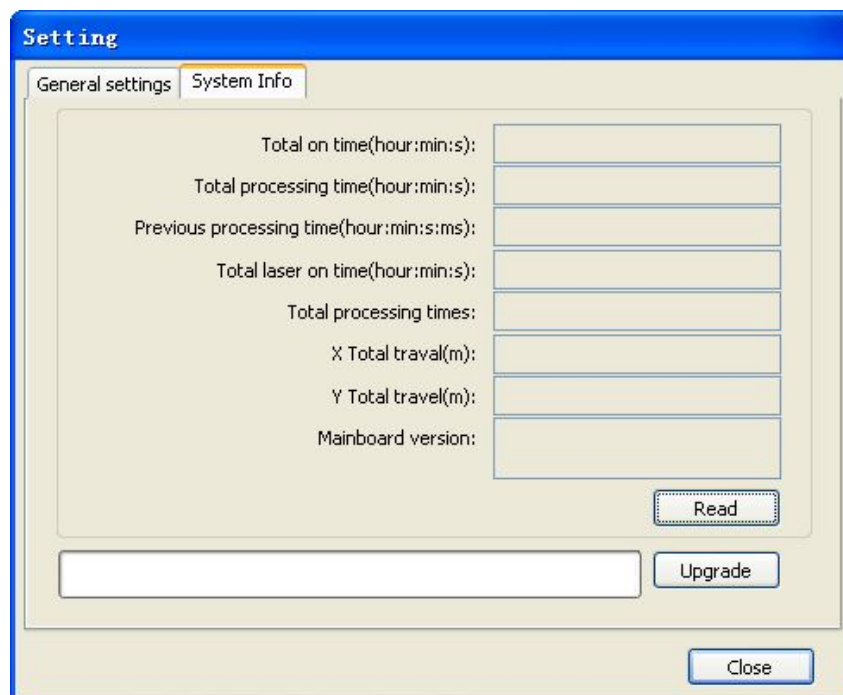 Setting
General settings
System Info
Total on time(hour:min:s):
Total processing time(hour:min:s):
Previous processing time(hour:min:s:ms):
Total laser on time(hour:min:s):
Total processing times:
X Total traval(m):
Y Total travel(m):
Mainboard version:
Read
Upgrade
Close